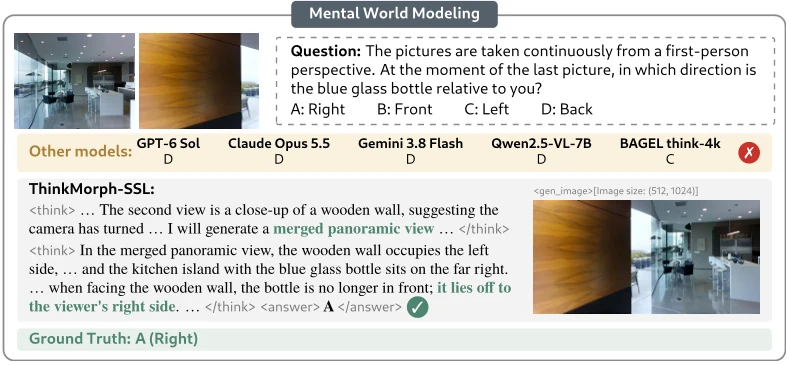 Mental World Modeling
Question: The pictures are taken continuously from a first-person
perspective. At the moment of the last picture, in which direction is
the blue glass bottle relative to you?
A: Right B: Front C: Left D: Back
Other models:
GPT-6 Sol Claude Opus 5.5 Gemini 3.8 Flash Qwen2.5-VL-7B BAGEL think-4k
D D D D C
ThinkMorph-SSL:
<think> … The second view is a close-up of a wooden wall, suggesting the
camera has turned … I will generate a merged panoramic view … </think>
<think> In the merged panoramic view, the wooden wall occupies the left
side, … and the kitchen island with the blue glass bottle sits on the far right.
… when facing the wooden wall, the bottle is no longer in front; it lies off to
the viewer's right side. … </think> <answer> A </answer>
<gen_image>[Image size: (512, 1024)]
Ground Truth: A (Right)